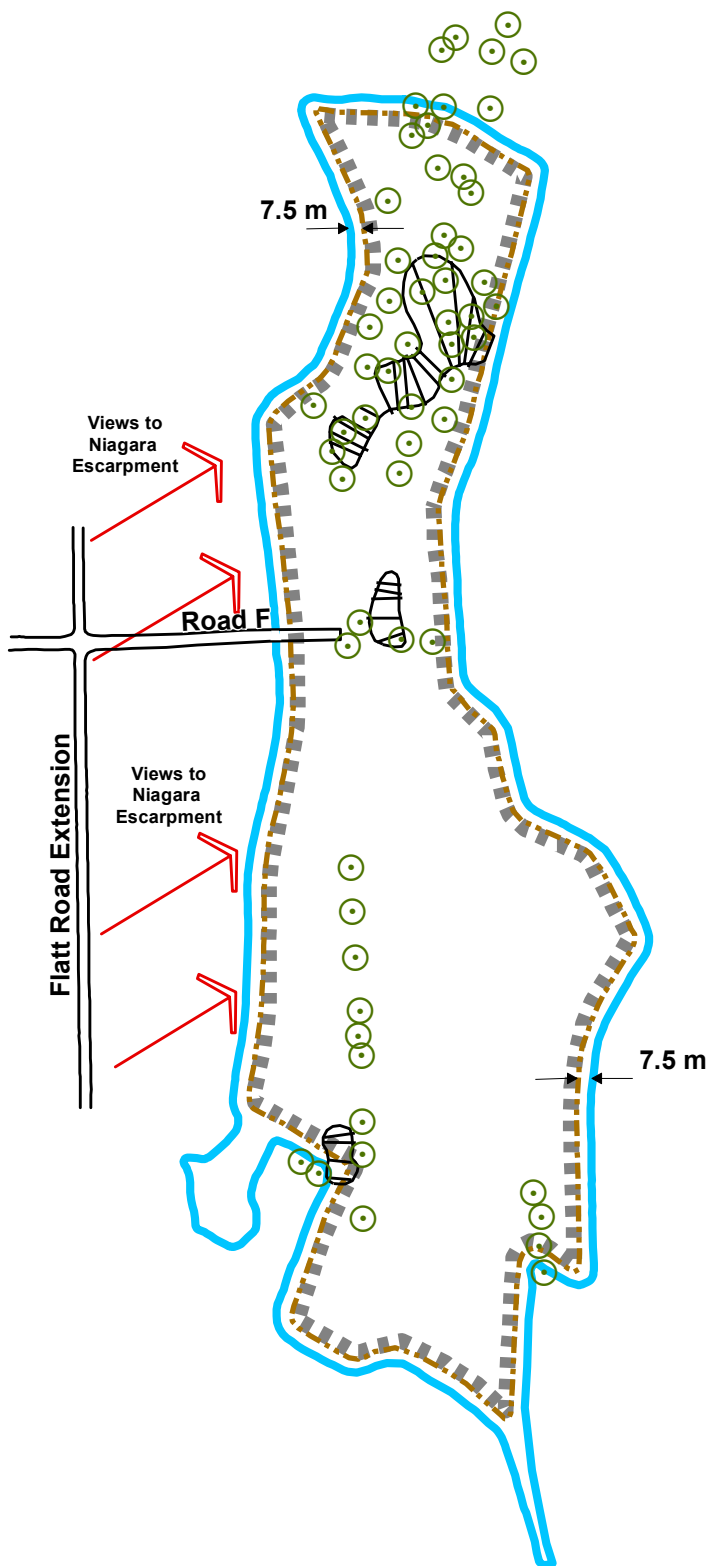 7.5 m
Views to
Niagara
Escarpment
Road F
Flatt Road Extension
Views to
Niagara
Escarpment
7.5 m